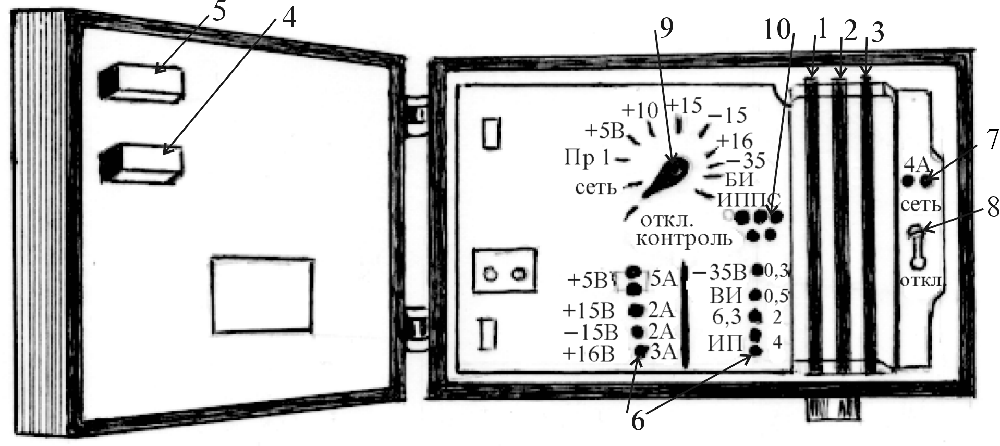 5
4
9
10
1
2
3
+10
+15
−15
+5В
+16
Пр 1
−35
сеть
БИ
ИППС
откл.
контроль
4А
7
сеть
8
откл.
+5В 5А
+15В 2А
−15В 2А
+16В 3А
−35В 0,3
ВИ 0,5
6,3 2
ИП 4
6